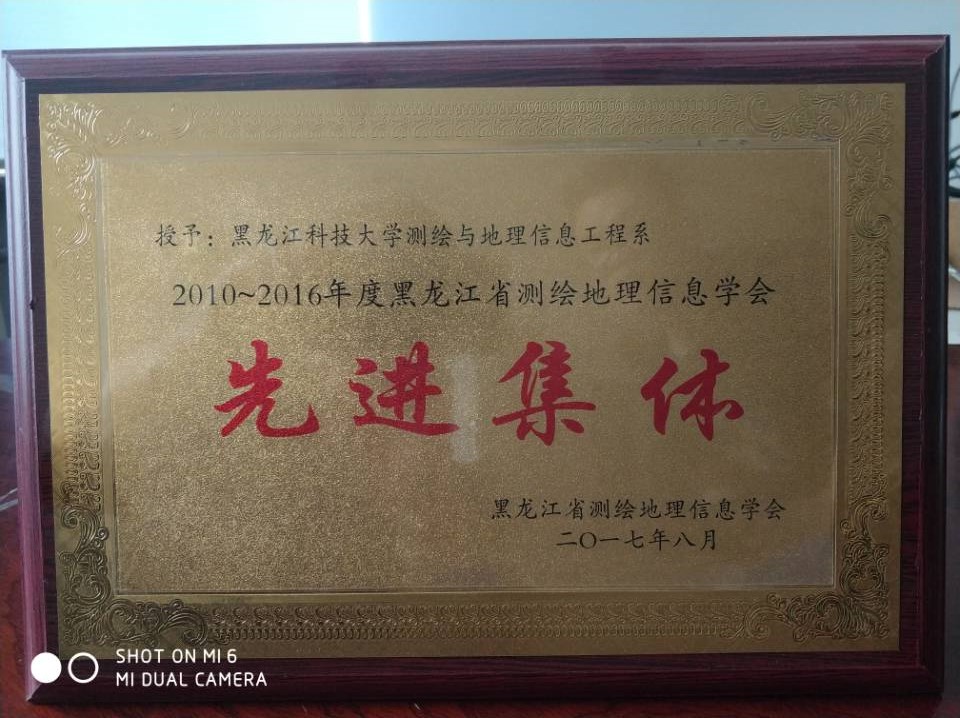 授予：黑龙江科技大学测绘与地理信息工程系
2010~2016年度黑龙江省测绘地理信息学会
先进集体
黑龙江省测绘地理信息学会
二〇一七年八月
SHOT ON MI 6
MI DUAL CAMERA